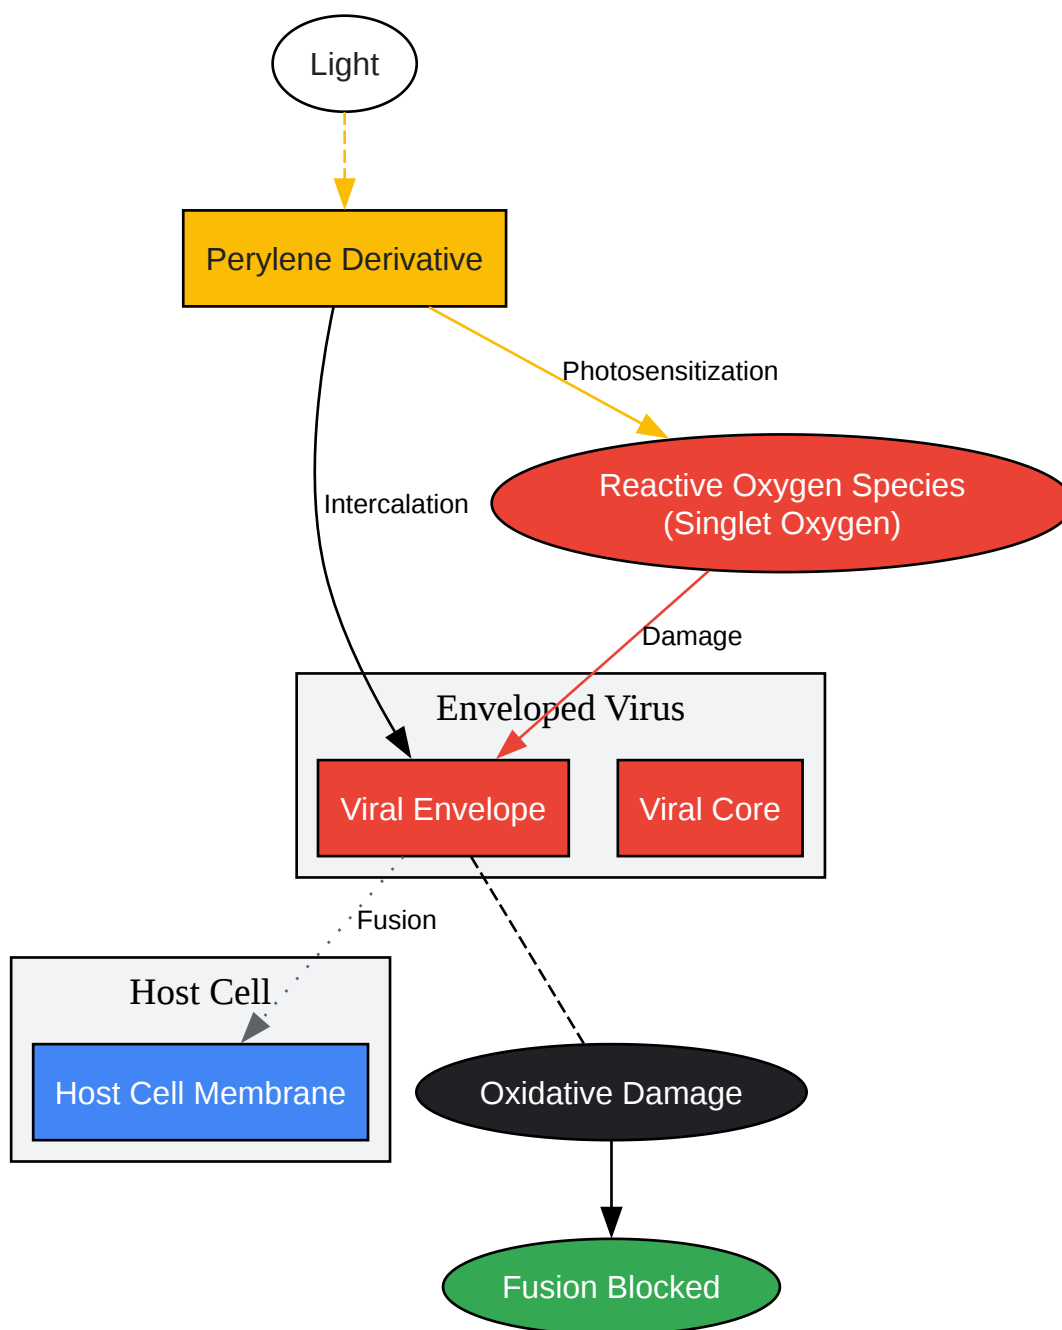 Light
Perylene Derivative
Photosensitization
Reactive Oxygen Species
(Singlet Oxygen)
Intercalation
Damage
Enveloped Virus
Viral Envelope
Viral Core
Fusion
Host Cell
Host Cell Membrane
Oxidative Damage
Fusion Blocked